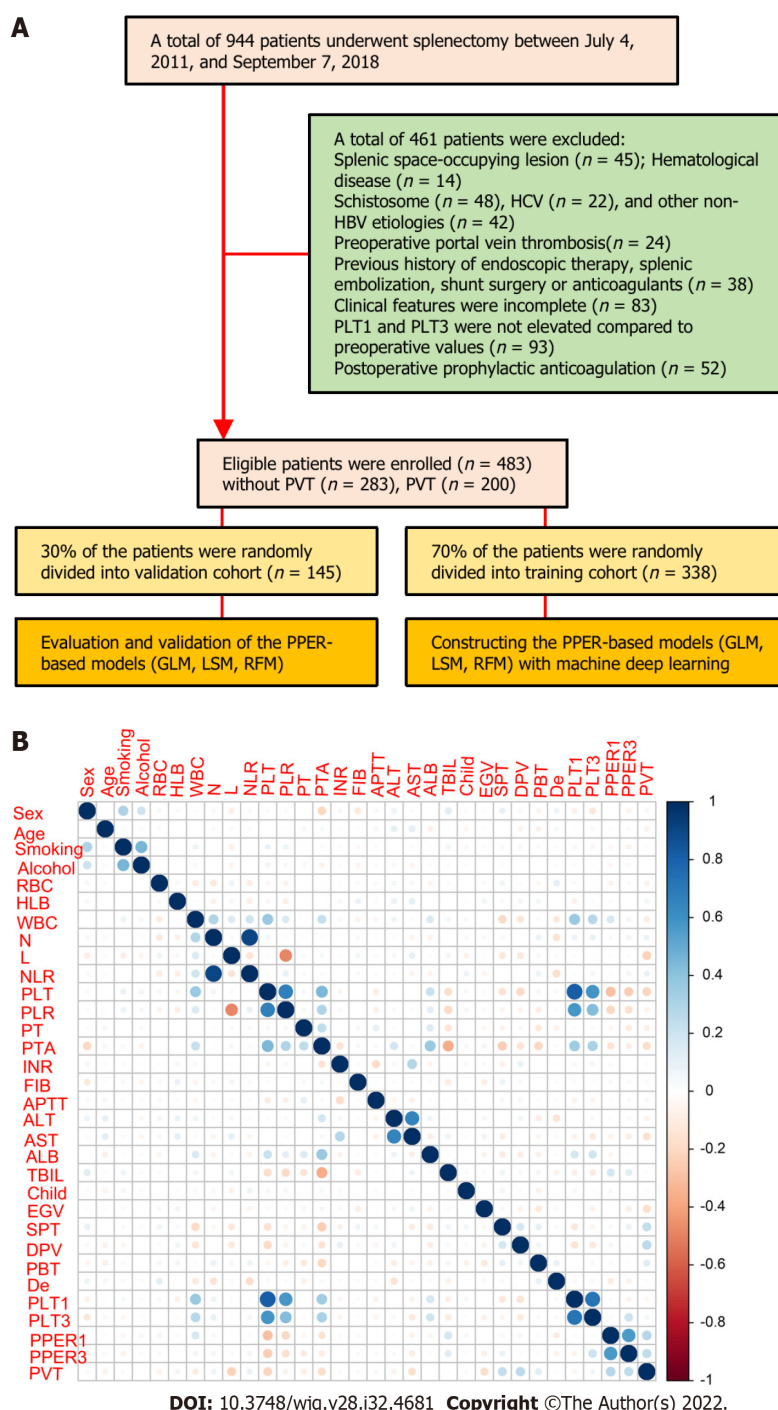 A
A total of 944 patients underwent splenectomy between July 4,
2011, and September 7, 2018
A total of 461 patients were excluded:
Splenic space-occupying lesion (n = 45); Hematological
disease (n = 14)
Schistosome (n = 48), HCV (n = 22), and other non-
HBV etiologies (n = 42)
Preoperative portal vein thrombosis(n = 24)
Previous history of endoscopic therapy, splenic
embolization, shunt surgery or anticoagulants (n = 38)
Clinical features were incomplete (n = 83)
PLT1 and PLT3 were not elevated compared to
preoperative values (n = 93)
Postoperative prophylactic anticoagulation (n = 52)
Eligible patients were enrolled (n = 483)
without PVT (n = 283), PVT (n = 200)
30% of the patients were randomly
divided into validation cohort (n = 145)
70% of the patients were randomly
divided into training cohort (n = 338)
Evaluation and validation of the PPER-
based models (GLM, LSM, RFM)
Constructing the PPER-based models (GLM,
LSM, RFM) with machine deep learning
B
Sex Age Smoking Alcohol RBC HLB WBC N L NLR PLT PLR PT PTA INR FIB APTT ALT AST ALB TBIL Child EGV SPT DPV PBT De PLT1 PLT3 PPER1 PPER3 PVT
Sex
Age
Smoking
Alcohol
RBC
HLB
WBC
N
L
NLR
PLT
PLR
PT
PTA
INR
FIB
APTT
ALT
AST
ALB
TBIL
Child
EGV
SPT
DPV
PBT
De
PLT1
PLT3
PPER1
PPER3
PVT
1
0.8
0.6
0.4
0.2
0
-0.2
-0.4
-0.6
-0.8
-1
DOI: 10.3748/wjg.v28.i32.4681 Copyright ©The Author(s) 2022.